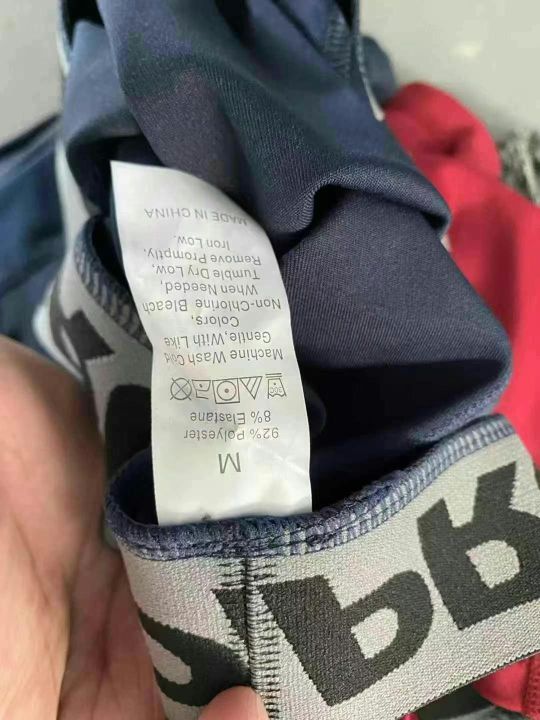 M
92% Polyester
8% Elastane
Machine Wash Cold
Gentle,With Like
Colors,
Non-Chlorine Bleach
When Needed,
Tumble Dry Low,
Remove Promptly,
Iron Low.
MADE IN CHINA